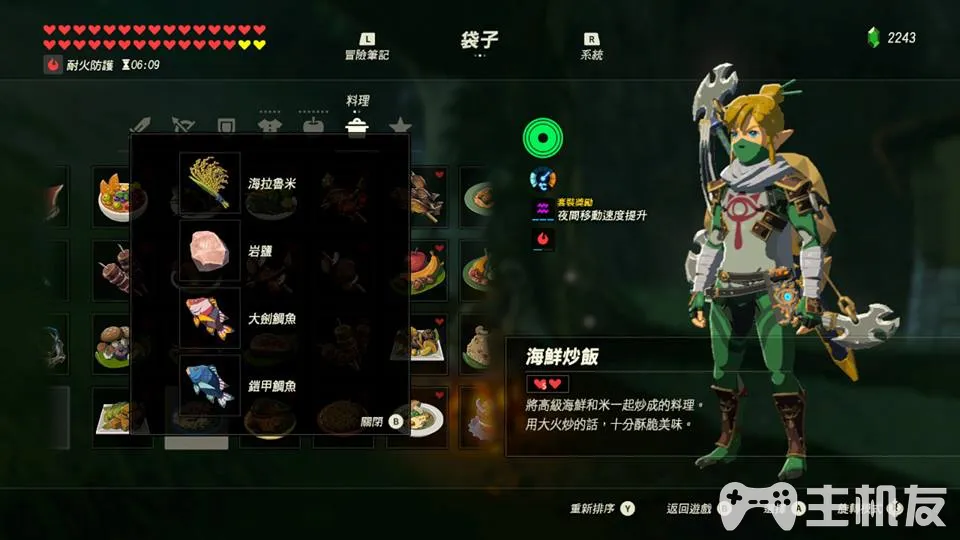 L
冒險筆記
袋子
R
系統
2243
耐火防護 06:09
料理
海拉魯米
岩鹽
大劍鯛魚
鎧甲鯛魚
關閉 B
套裝獎勵
夜間移動速度提升
海鮮炒飯
將高級海鮮和米一起炒成的料理。
用大火炒的話，十分酥脆美味。
重新排序 Y
返回遊戲
主机友